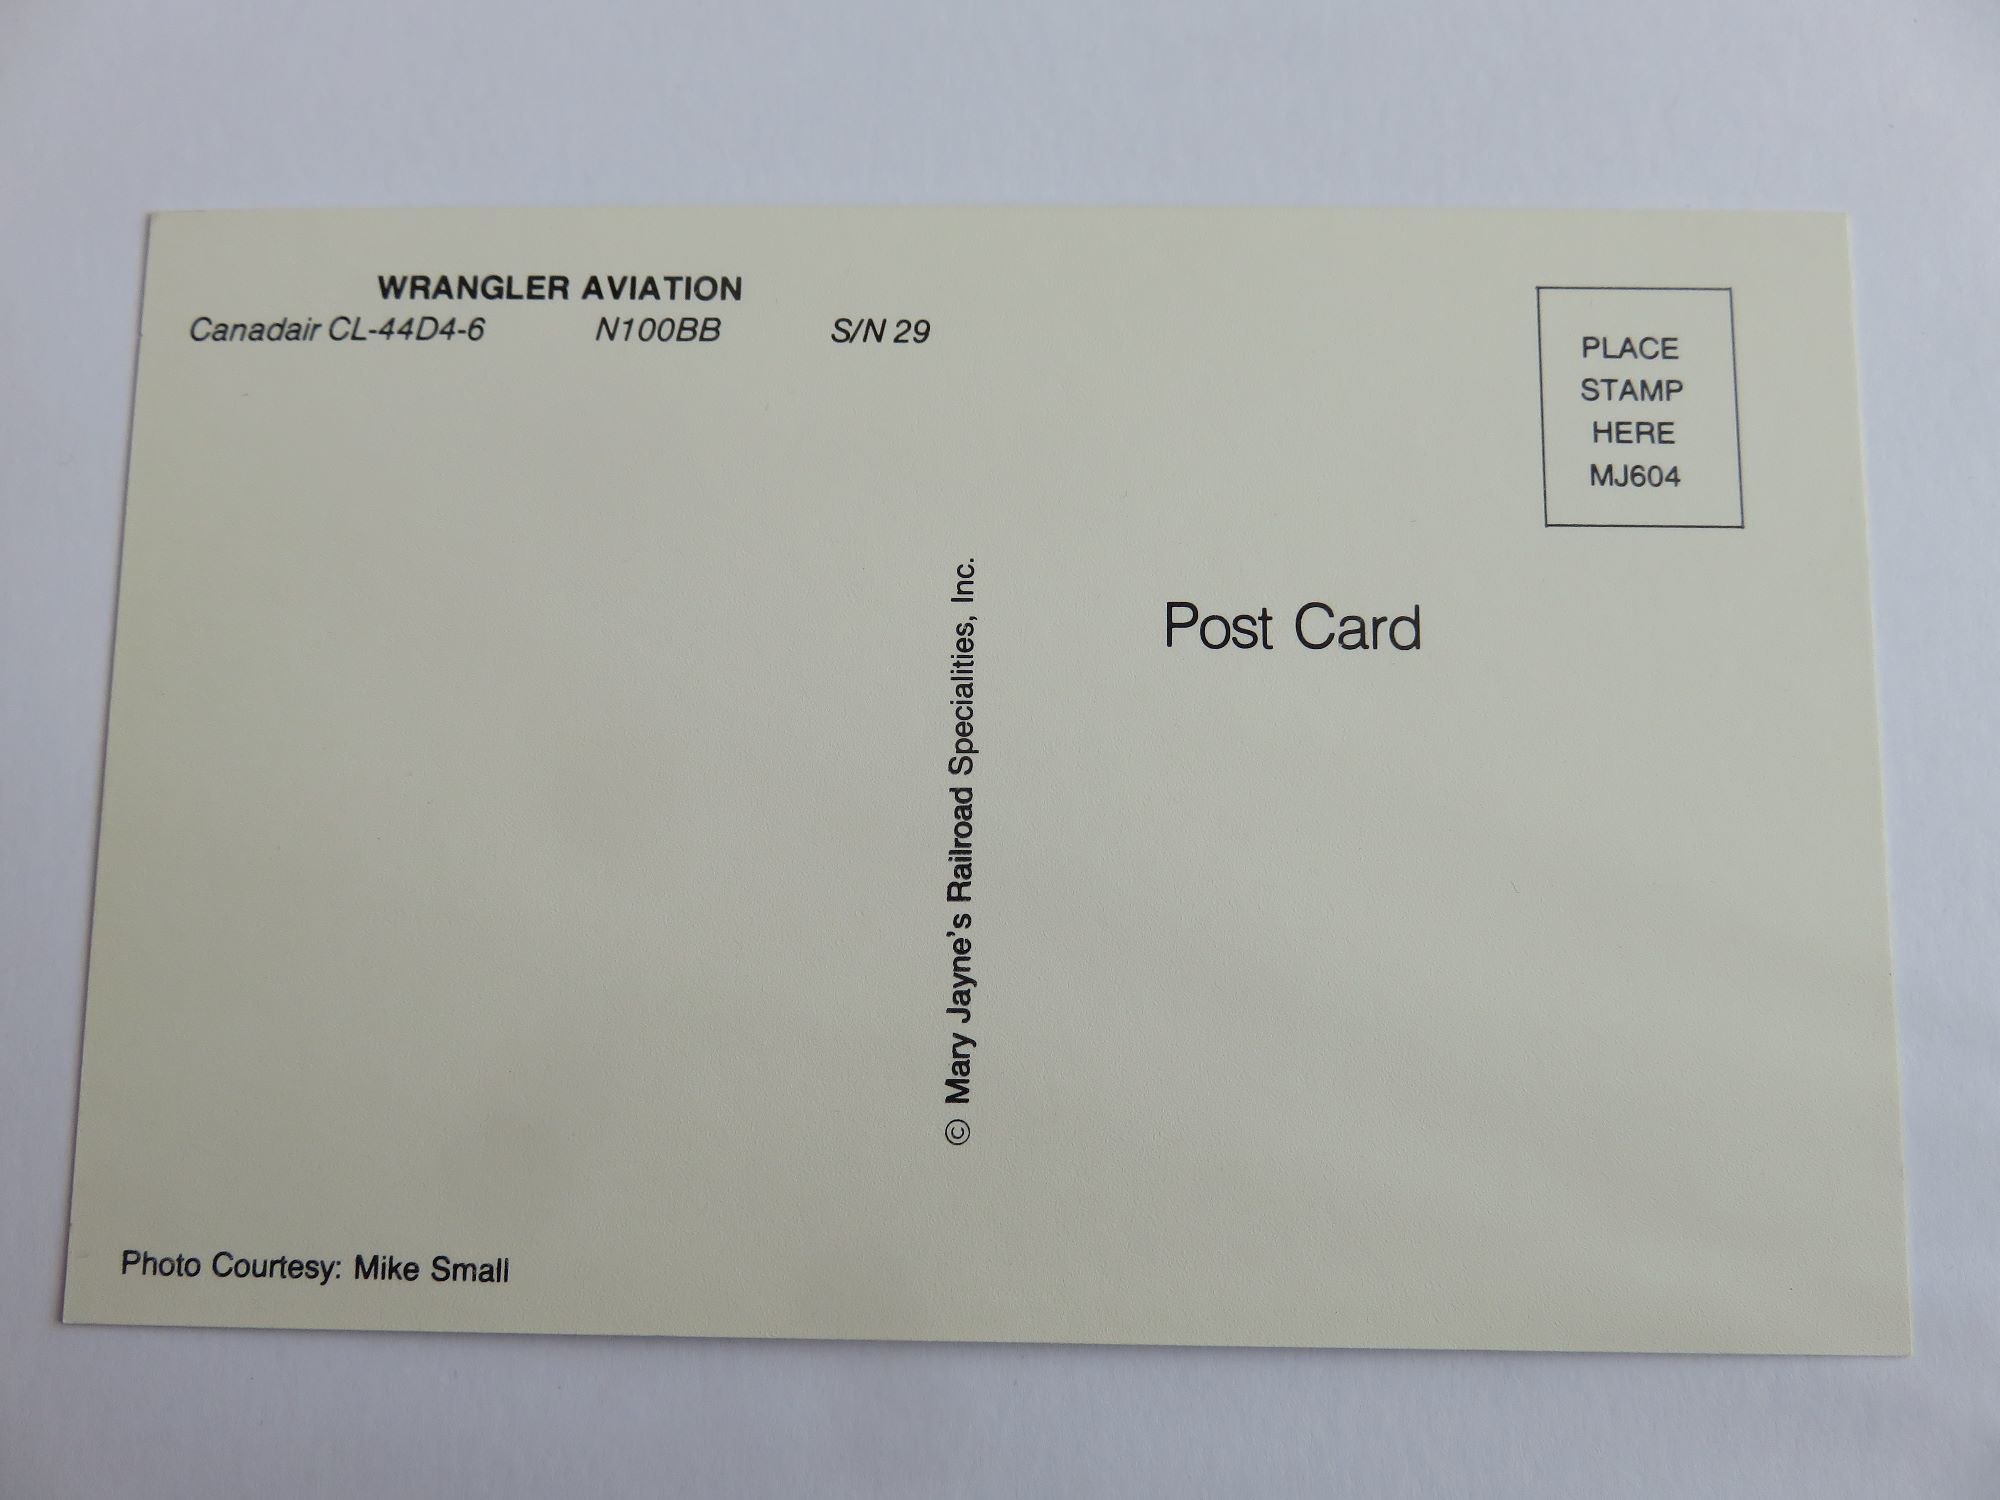 WRANGLER AVIATION
Canadair CL-44D4-6 N100BB S/N 29
PLACE
STAMP
HERE
MJ604
© Mary Jayne's Railroad Specialities, Inc.
Post Card
Photo Courtesy: Mike Small